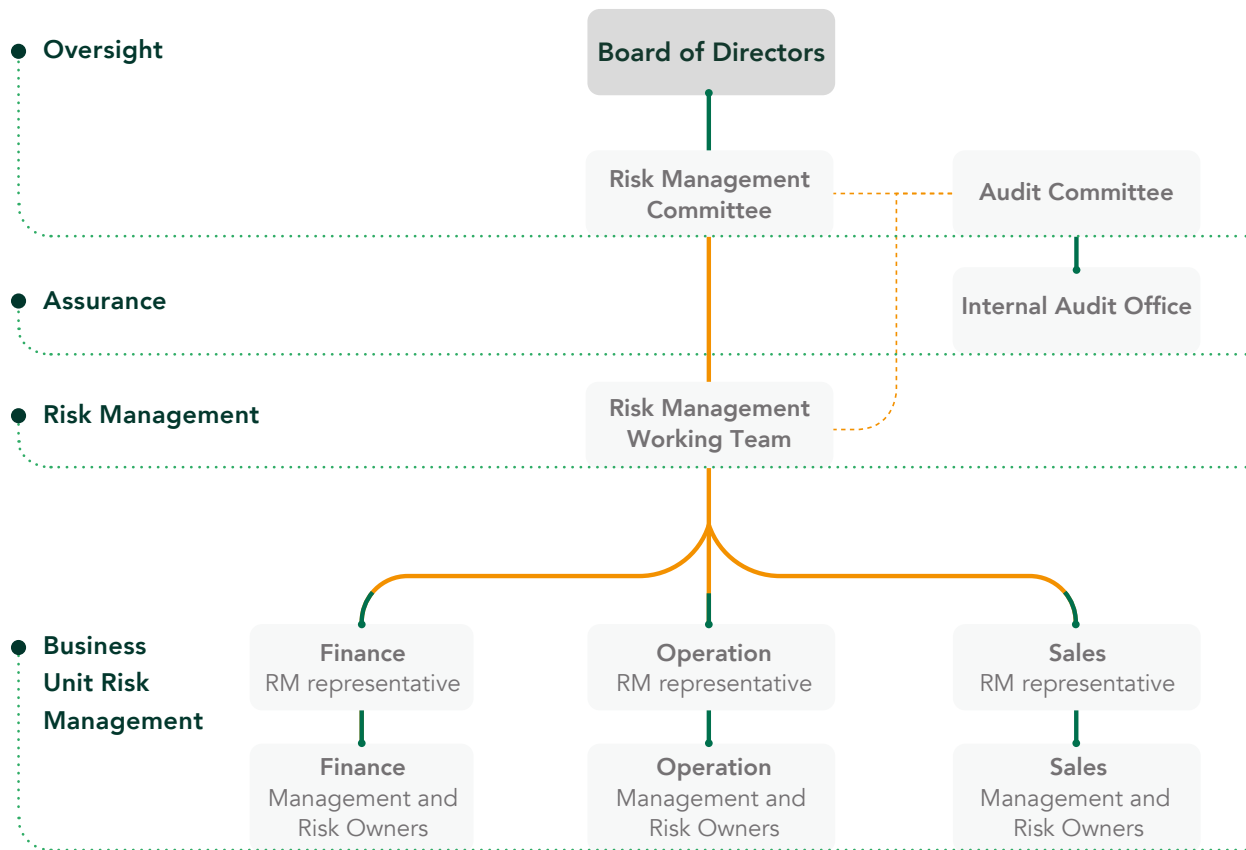 Oversight
Board of Directors
Risk Management
Committee
Audit Committee
Assurance
Internal Audit Office
Risk Management
Risk Management
Working Team
Business
Unit Risk
Management
Finance
RM representative
Operation
RM representative
Sales
RM representative
Finance
Management and
Risk Owners
Operation
Management and
Risk Owners
Sales
Management and
Risk Owners